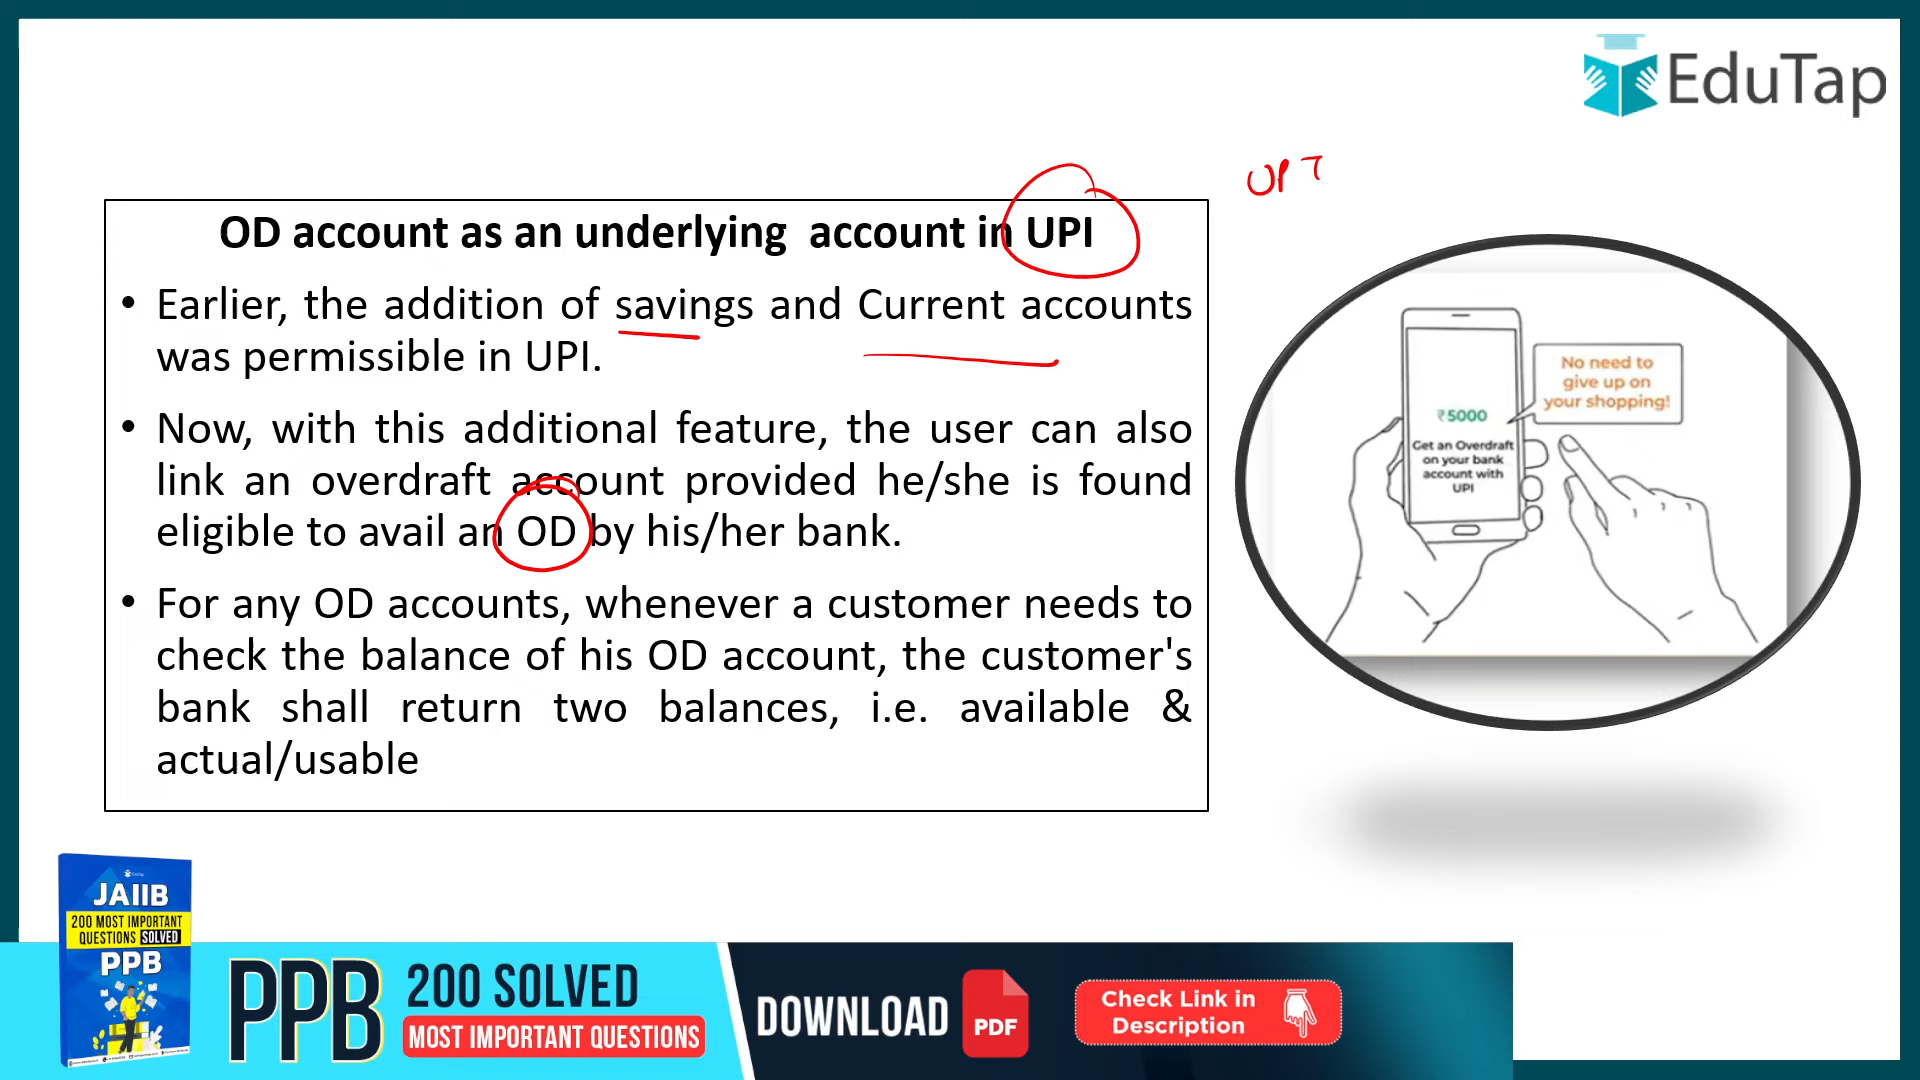 EduTap
UPI
OD account as an underlying account in UPI
• Earlier, the addition of savings and Current accounts
was permissible in UPI.
• Now, with this additional feature, the user can also
link an overdraft account provided he/she is found
eligible to avail an OD by his/her bank.
• For any OD accounts, whenever a customer needs to
check the balance of his OD account, the customer's
bank shall return two balances, i.e. available &
actual/usable
No need to
give up on
your shopping!
₹5000
Get an Overdraft
on your bank
account with
UPI
JAIIB
200 MOST IMPORTANT
QUESTIONS SOLVED
PPB
PPB
200 SOLVED
MOST IMPORTANT QUESTIONS
DOWNLOAD
PDF
Check Link in
Description